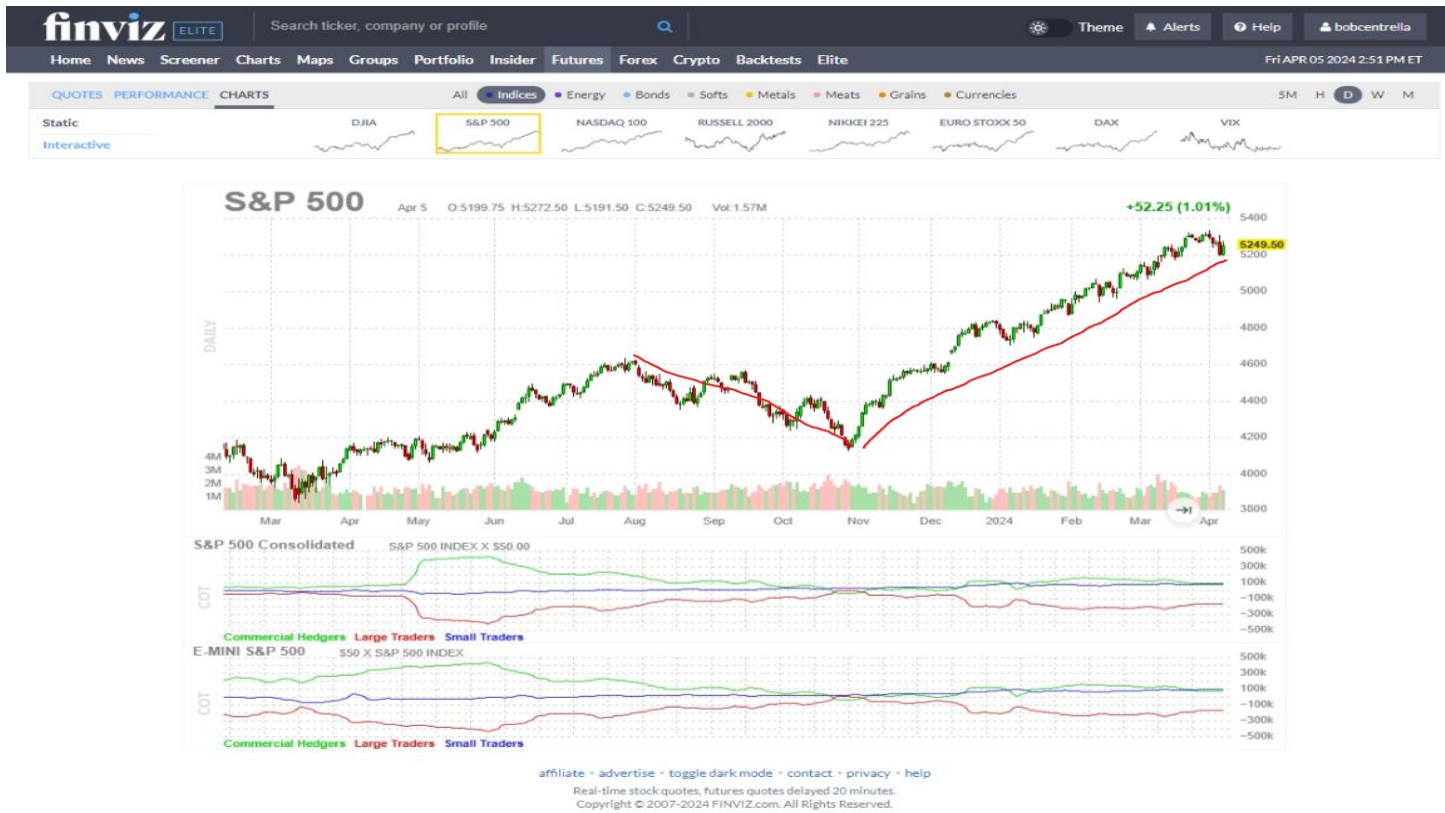 finviz ELITE Search ticker, company or profile Theme Alerts Help bobcentrella
Home News Screener Charts Maps Groups Portfolio Insider Futures Forex Crypto Backtests Elite Fri APR 05 2024 2:51 PM ET
QUOTES PERFORMANCE CHARTS All Indices Energy Bonds Softs Metals Meats Grains Currencies 5M H D W M
Static DJIA S&P 500 NASDAQ 100 RUSSELL 2000 NIKKEI 225 EURO STOXX 50 DAX VIX
Interactive
S&P 500 Apr 5 O:5199.75 H:5272.50 L:5191.50 C:5249.50 Vol:1.57M +52.25 (1.01%)
5400
5249.50
5200
5000
DAILY
4800
4600
4400
4200
4M
4000
3M
2M
1M
3800
Mar Apr May Jun Jul Aug Sep Oct Nov Dec 2024 Feb Mar Apr
S&P 500 Consolidated S&P 500 INDEX X $50.00
500k
300k
100k
COT
-100k
-300k
-500k
Commercial Hedgers Large Traders Small Traders
E-MINI S&P 500 $50 X S&P 500 INDEX
500k
300k
100k
COT
-100k
-300k
-500k
Commercial Hedgers Large Traders Small Traders
affiliate • advertise • toggle dark mode • contact • privacy • help
Real-time stock quotes, futures quotes delayed 20 minutes.
Copyright © 2007-2024 FINVIZ.com. All Rights Reserved.